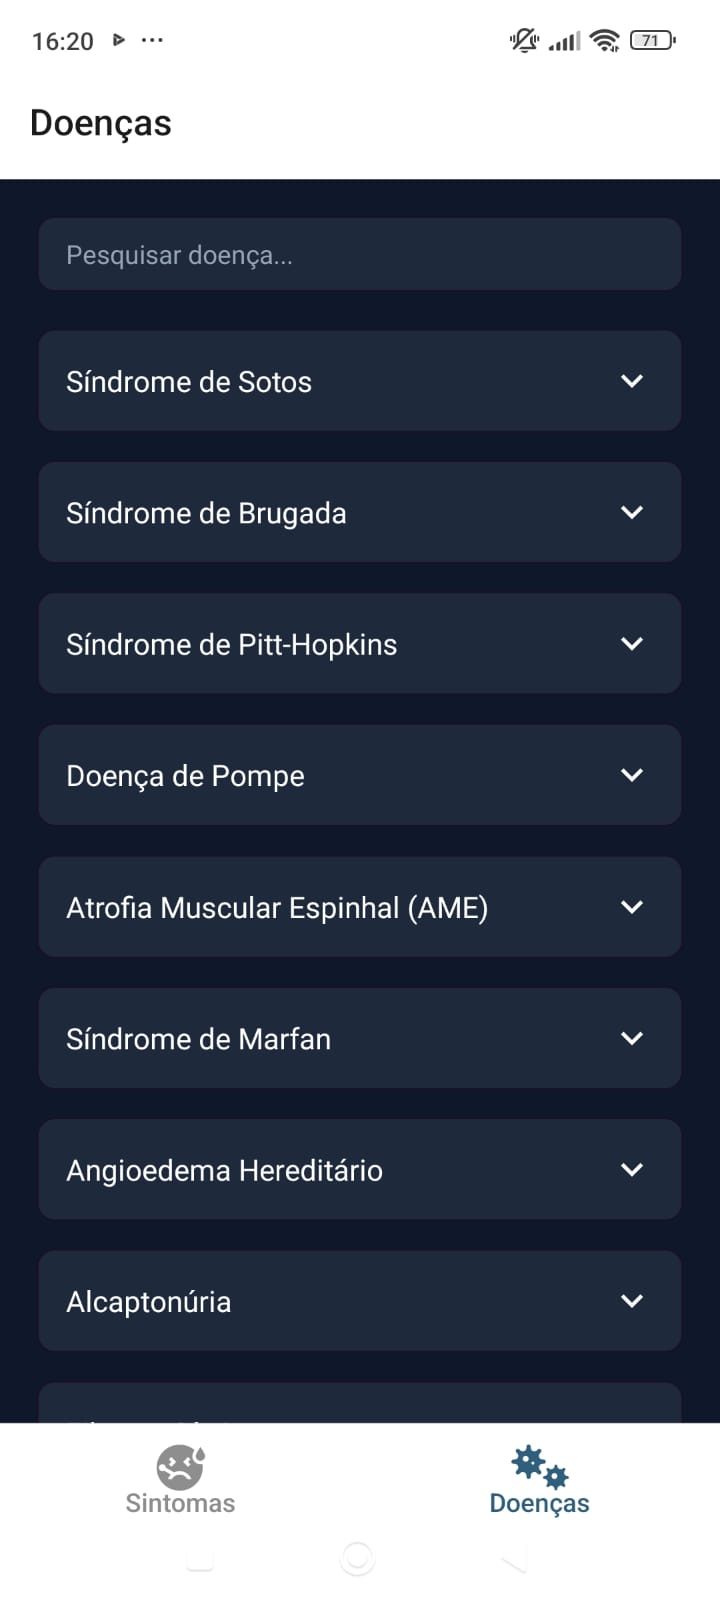 16:20
71
Doenças
Pesquisar doença...
Síndrome de Sotos
Síndrome de Brugada
Síndrome de Pitt-Hopkins
Doença de Pompe
Atrofia Muscular Espinhal (AME)
Síndrome de Marfan
Angioedema Hereditário
Alcaptonúria
Sintomas
Doenças